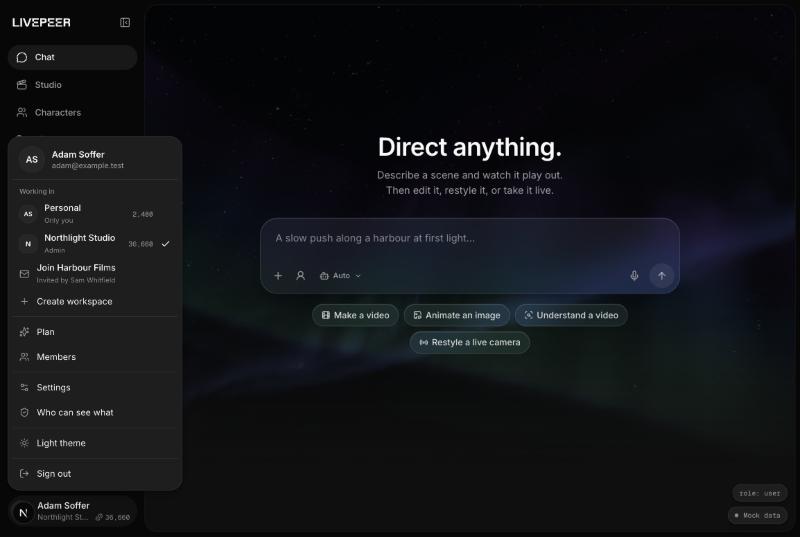 LIVEPEER
Chat
Studio
Characters
AS
Adam Soffer
adam@example.test
Working in
AS
Personal
2,480
Only you
N
Northlight Studio
36,660
Admin
Join Harbour Films
Invited by Sam Whitfield
Create workspace
Plan
Members
Settings
Who can see what
Light theme
Sign out
N
Adam Soffer
Northlight St...
36,660
Direct anything.
Describe a scene and watch it play out.
Then edit it, restyle it, or take it live.
A slow push along a harbour at first light...
Auto
Make a video
Animate an image
Understand a video
Restyle a live camera
role: user
Mock data